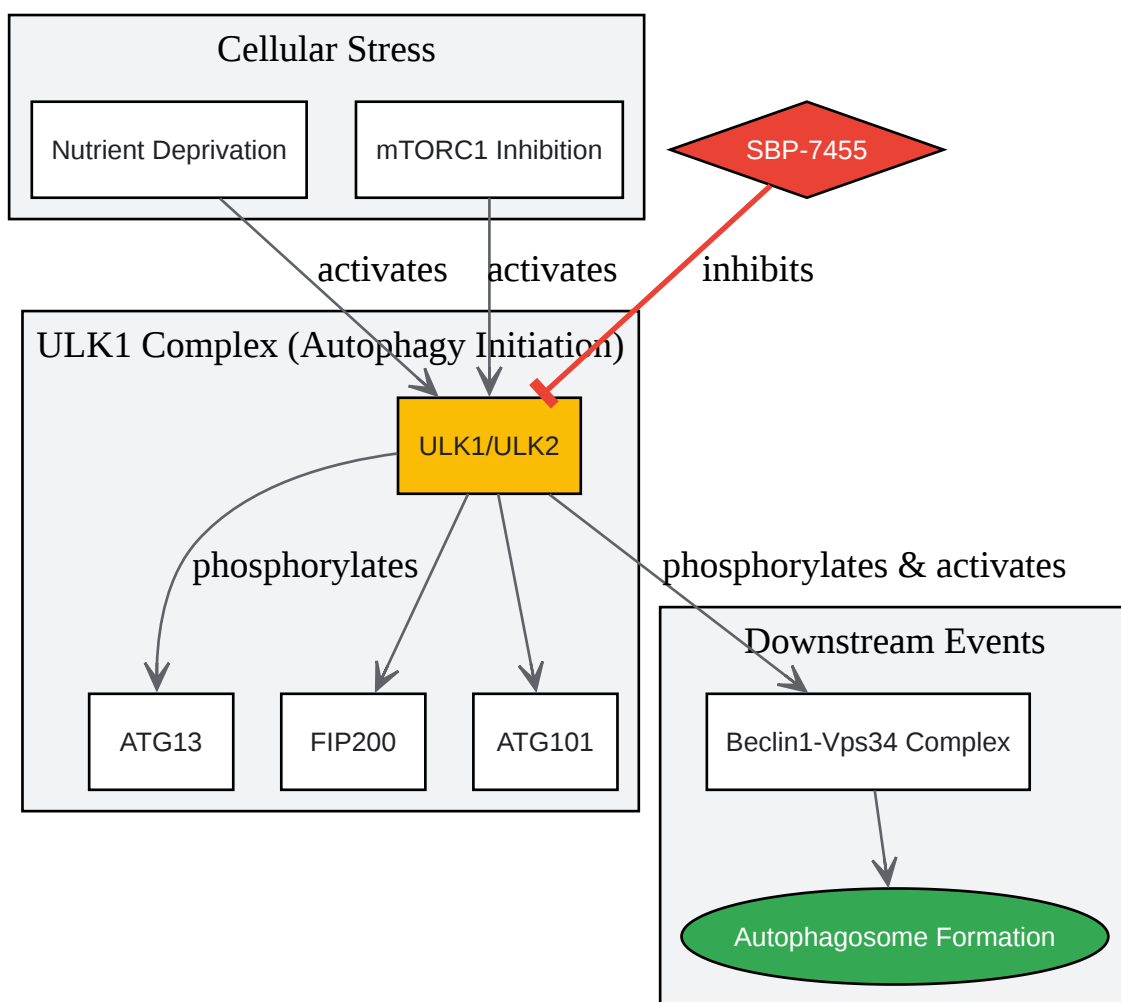 Cellular Stress
Nutrient Deprivation
mTORC1 Inhibition
SBP-7455
activates
activates
inhibits
ULK1 Complex (Autophagy Initiation)
ULK1/ULK2
phosphorylates
phosphorylates & activates
Downstream Events
ATG13
FIP200
ATG101
Beclin1-Vps34 Complex
Autophagosome Formation